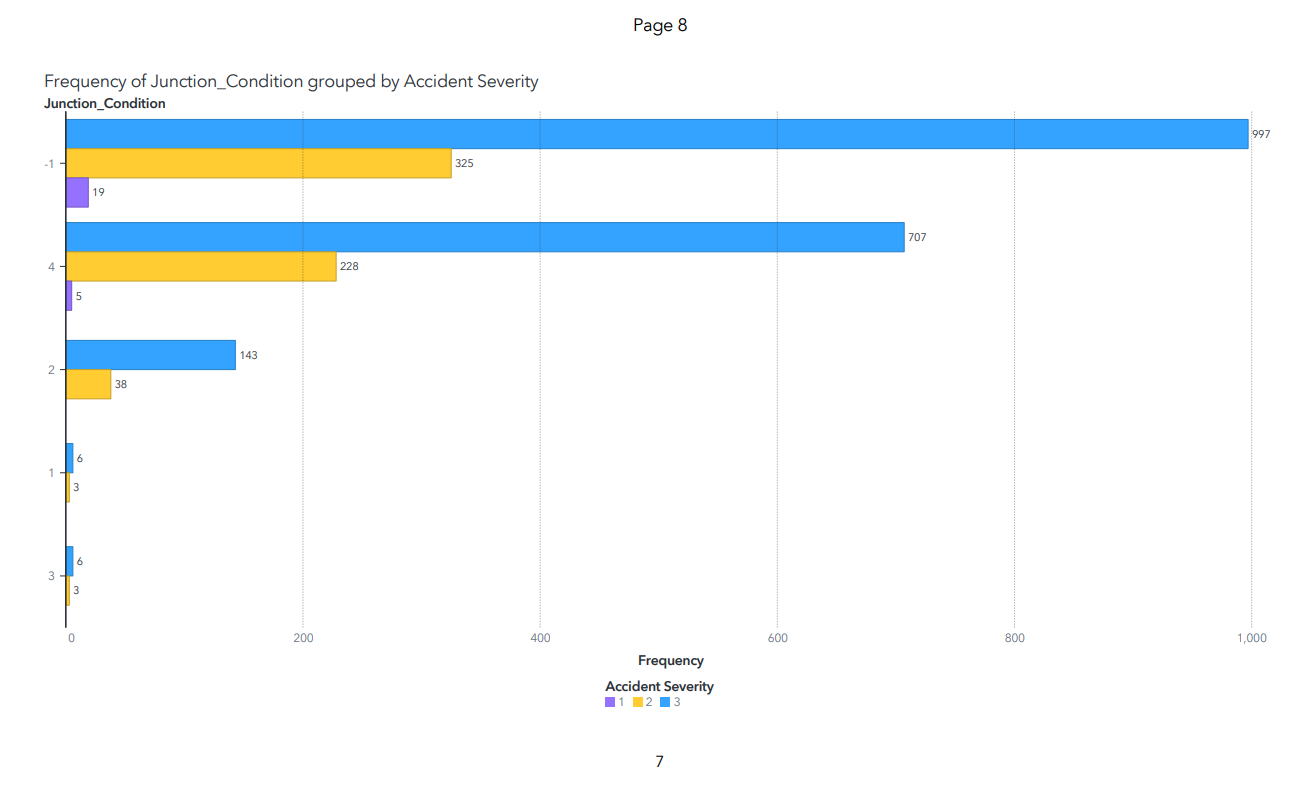 Page 8
Frequency of Junction_Condition grouped by Accident Severity
Junction_Condition
997
-1
325
19
707
4
228
5
143
2
38
6
1
3
6
3
3
0 200 400 600 800 1,000
Frequency
Accident Severity
1 2 3
7